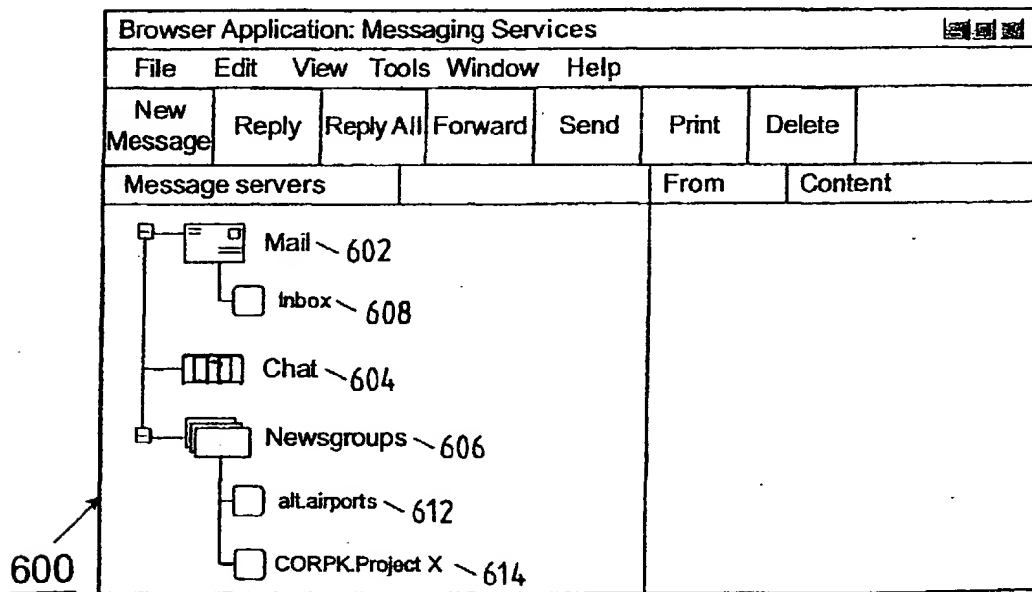 Browser Application: Messaging Services
File Edit View Tools Window Help
New Message Reply Reply All Forward Send Print Delete
Message servers From Content
Mail 602
Inbox 608
Chat 604
Newsgroups 606
alt.airports 612
CORPK.Project X 614
600